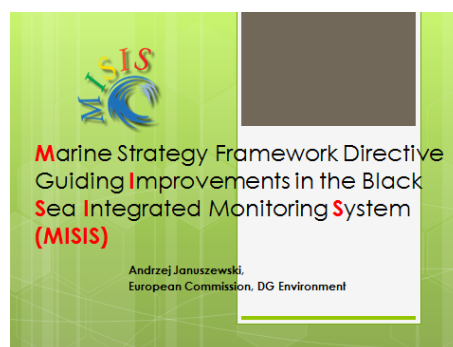 MISIS
Marine Strategy Framework Directive
Guiding Improvements in the Black
Sea Integrated Monitoring System
(MISIS)
Andrzej Januszewski,
European Commission, DG Environment